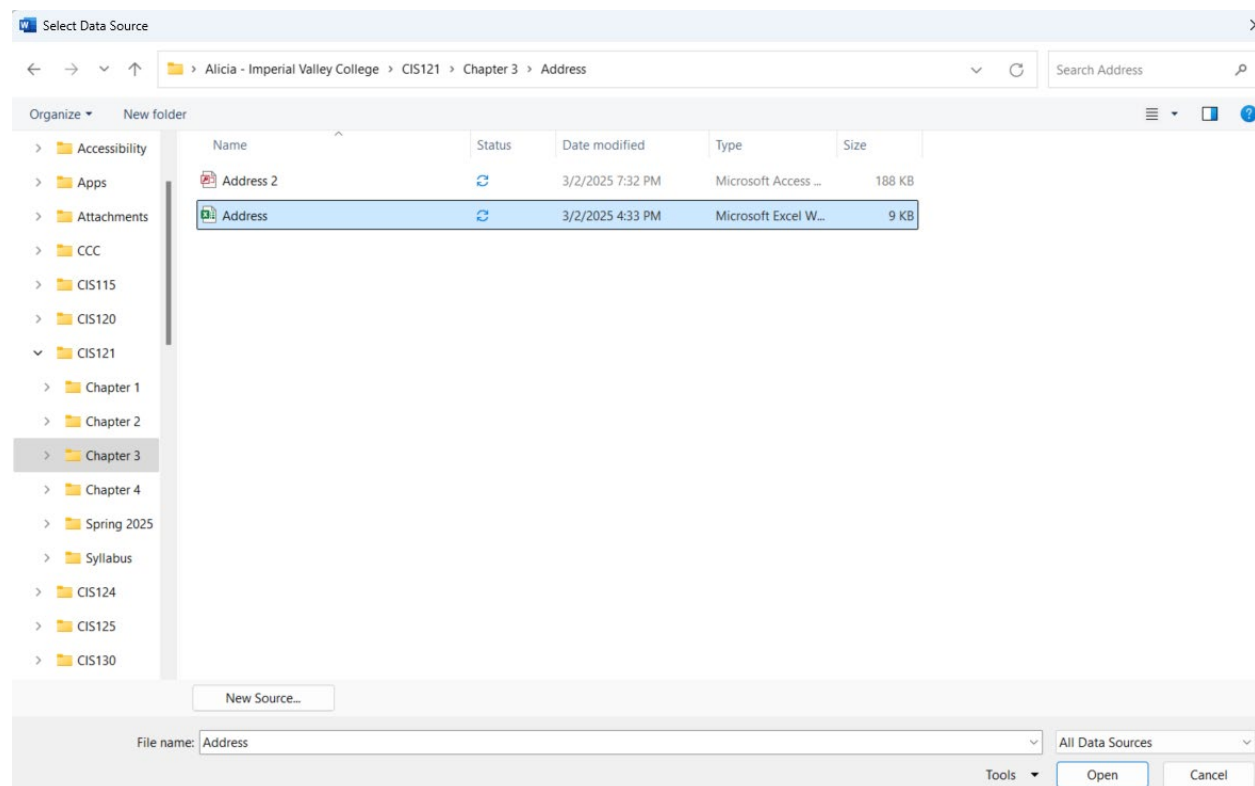 Select Data Source
Alicia - Imperial Valley College > CIS121 > Chapter 3 > Address
Search Address
Organize
New folder
Name
Status
Date modified
Type
Size
Address 2
3/2/2025 7:32 PM
Microsoft Access ...
188 KB
Address
3/2/2025 4:33 PM
Microsoft Excel W...
9 KB
Accessibility
Apps
Attachments
CCC
CIS115
CIS120
CIS121
Chapter 1
Chapter 2
Chapter 3
Chapter 4
Spring 2025
Syllabus
CIS124
CIS125
CIS130
New Source...
File name: Address
All Data Sources
Tools
Open
Cancel